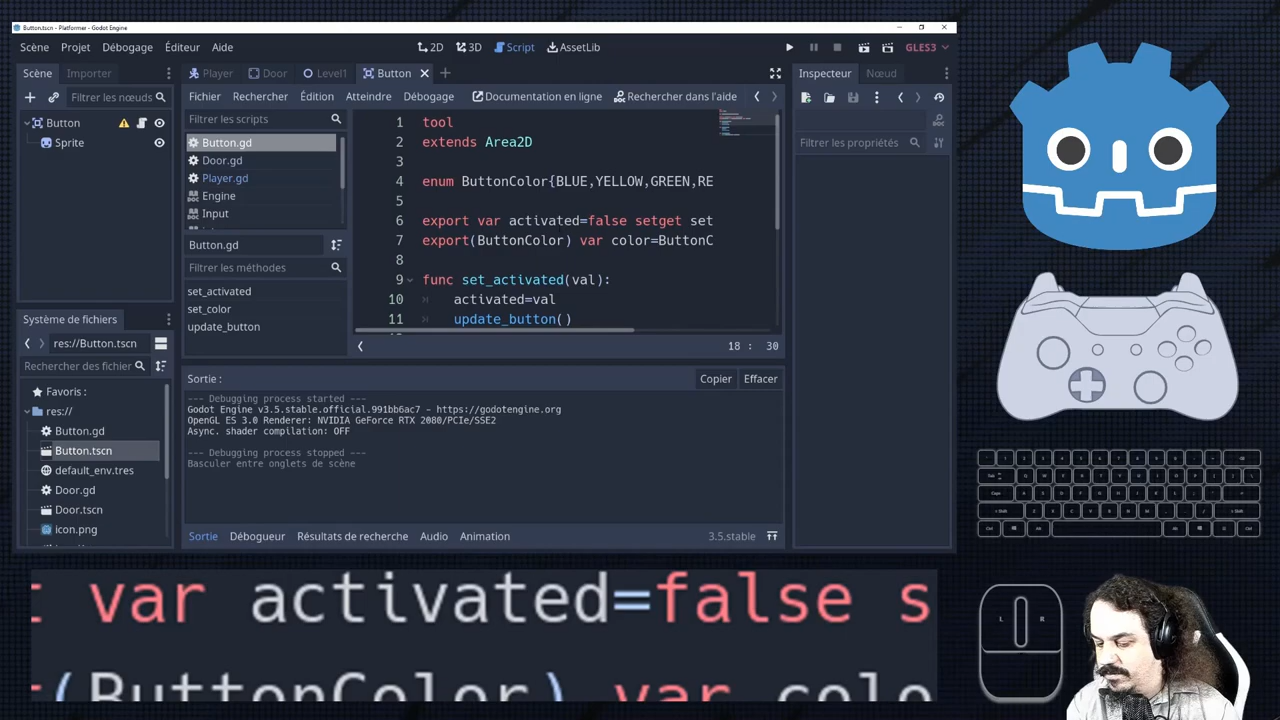 Button.tscn - Platformer - Godot Engine
Scène Projet Débogage Éditeur Aide
2D 3D Script AssetLib
GLES3
Scène Importer
Player Door Level1 Button
Inspecteur Nœud
Filtrer les nœuds
Fichier Rechercher Édition Atteindre Débogage Documentation en ligne Rechercher dans l'aide
Button
Sprite
Filtrer les scripts
Button.gd
Door.gd
Player.gd
Engine
Input
Button.gd
Filtrer les méthodes
set_activated
set_color
update_button
1 tool
2 extends Area2D
3
4 enum ButtonColor{BLUE,YELLOW,GREEN,RE
5
6 export var activated=false setget set
7 export(ButtonColor) var color=ButtonC
8
9 func set_activated(val):
10 activated=val
11 update_button()
18 : 30
Filtrer les propriétés
Système de fichiers
res://Button.tscn
Rechercher des fichier
Favoris :
res://
Button.gd
Button.tscn
default_env.tres
Door.gd
Door.tscn
icon.png
Sortie :
Copier Effacer
--- Debugging process started ---
Godot Engine v3.5.stable.official.991bb6ac7 - https://godotengine.org
OpenGL ES 3.0 Renderer: NVIDIA GeForce RTX 2080/PCIe/SSE2
Async. shader compilation: OFF
--- Debugging process stopped ---
Basculer entre onglets de scène
Sortie Débogueur Résultats de recherche Audio Animation 3.5.stable
t var activated=false s
t(ButtonColor) var colo
L R